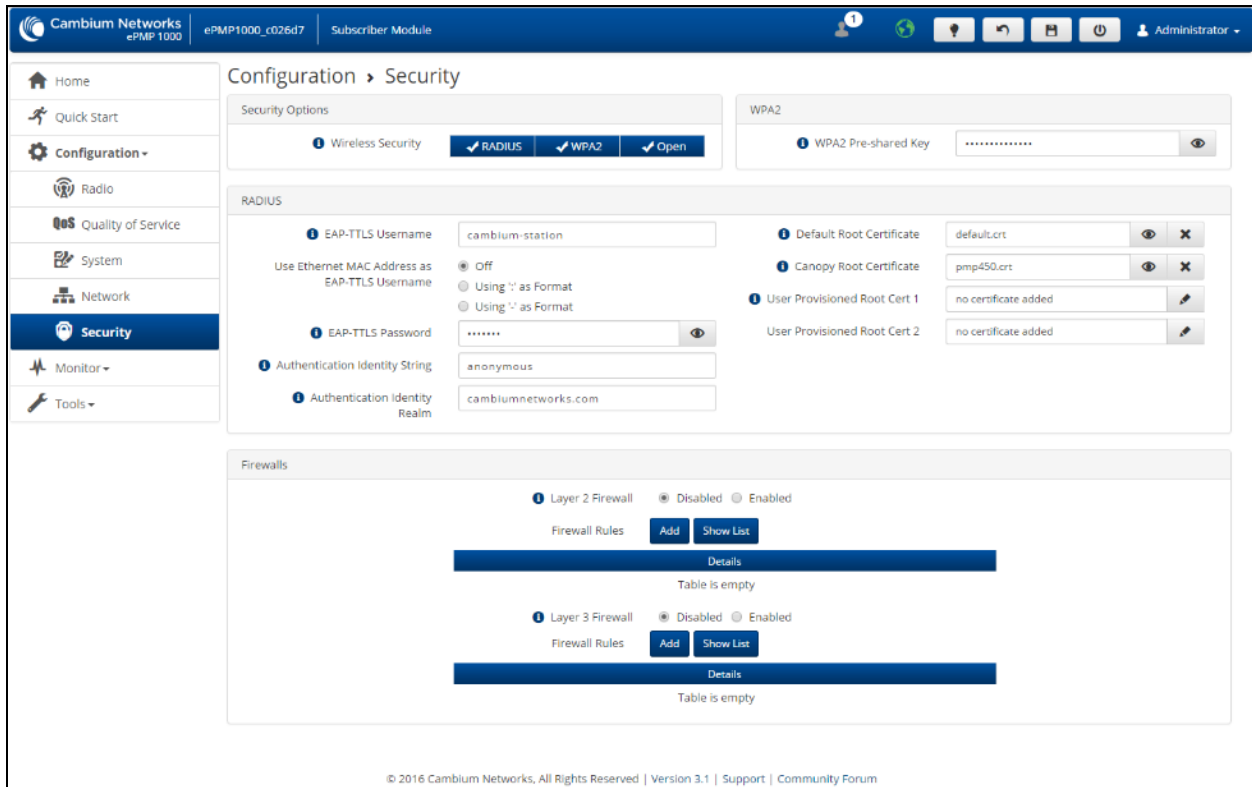 Cambium Networks
ePMP 1000
ePMP1000_c026d7
Subscriber Module
1
Administrator
Home
Quick Start
Configuration
Radio
QoS Quality of Service
System
Network
Security
Monitor
Tools
Configuration › Security
Security Options
Wireless Security
RADIUS
WPA2
Open
WPA2
WPA2 Pre-shared Key
••••••••••••••
RADIUS
EAP-TTLS Username
cambium-station
Use Ethernet MAC Address as
EAP-TTLS Username
Off
Using ':' as Format
Using '-' as Format
EAP-TTLS Password
•••••••
Authentication Identity String
anonymous
Authentication Identity
Realm
cambiumnetworks.com
Default Root Certificate
default.crt
Canopy Root Certificate
pmp450.crt
User Provisioned Root Cert 1
no certificate added
User Provisioned Root Cert 2
no certificate added
Firewalls
Layer 2 Firewall
Disabled
Enabled
Firewall Rules
Add
Show List
Details
Table is empty
Layer 3 Firewall
Disabled
Enabled
Firewall Rules
Add
Show List
Details
Table is empty
© 2016 Cambium Networks, All Rights Reserved | Version 3.1 | Support | Community Forum